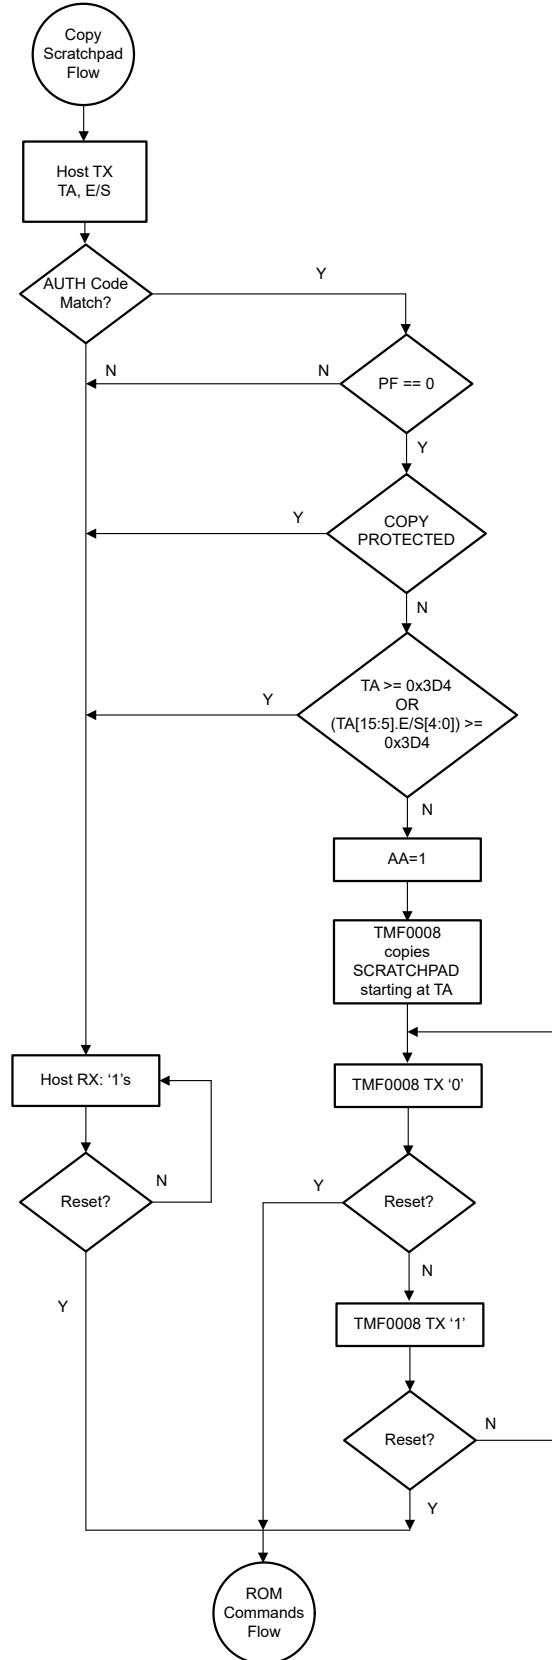 Copy
Scratchpad
Flow
Host TX
TA, E/S
AUTH Code
Match?
Y
N
N
PF == 0
Y
Y
COPY
PROTECTED
N
Y
TA >= 0x3D4
OR
(TA[15:5].E/S[4:0]) >=
0x3D4
N
AA=1
TMF0008
copies
SCRATCHPAD
starting at TA
Host RX: ‘1’s
TMF0008 TX ‘0’
Reset?
N
Y
Reset?
N
Y
TMF0008 TX ‘1’
Reset?
N
Y
ROM
Commands
Flow